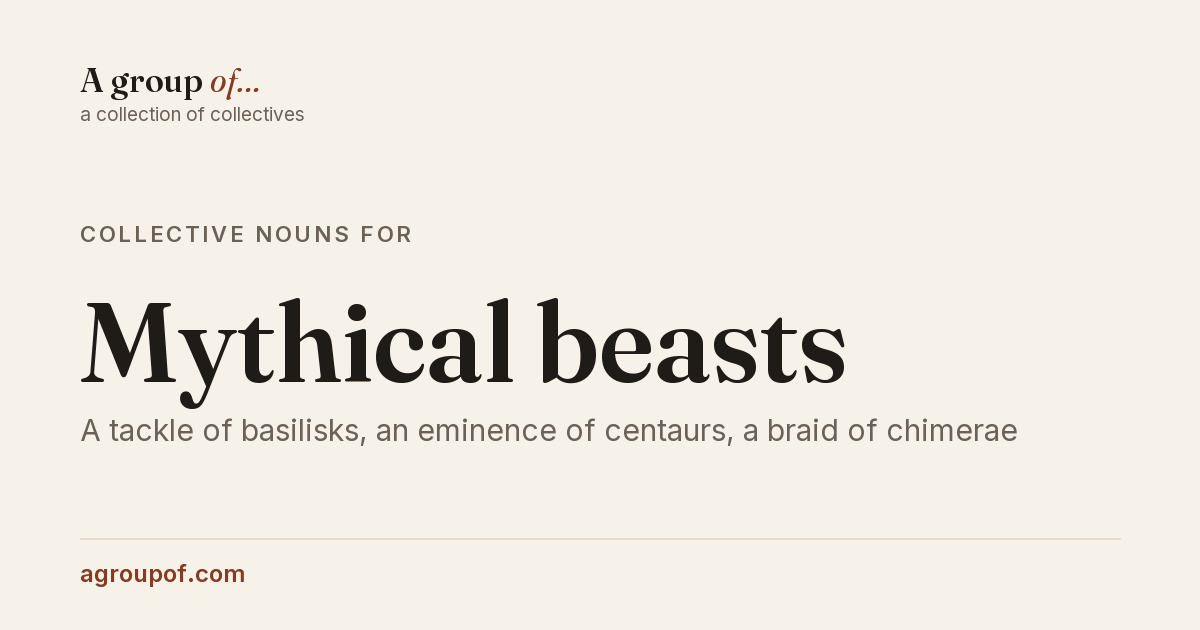 A group of...
a collection of collectives
COLLECTIVE NOUNS FOR
Mythical beasts
A tackle of basilisks, an eminence of centaurs, a braid of chimerae
agroupof.com